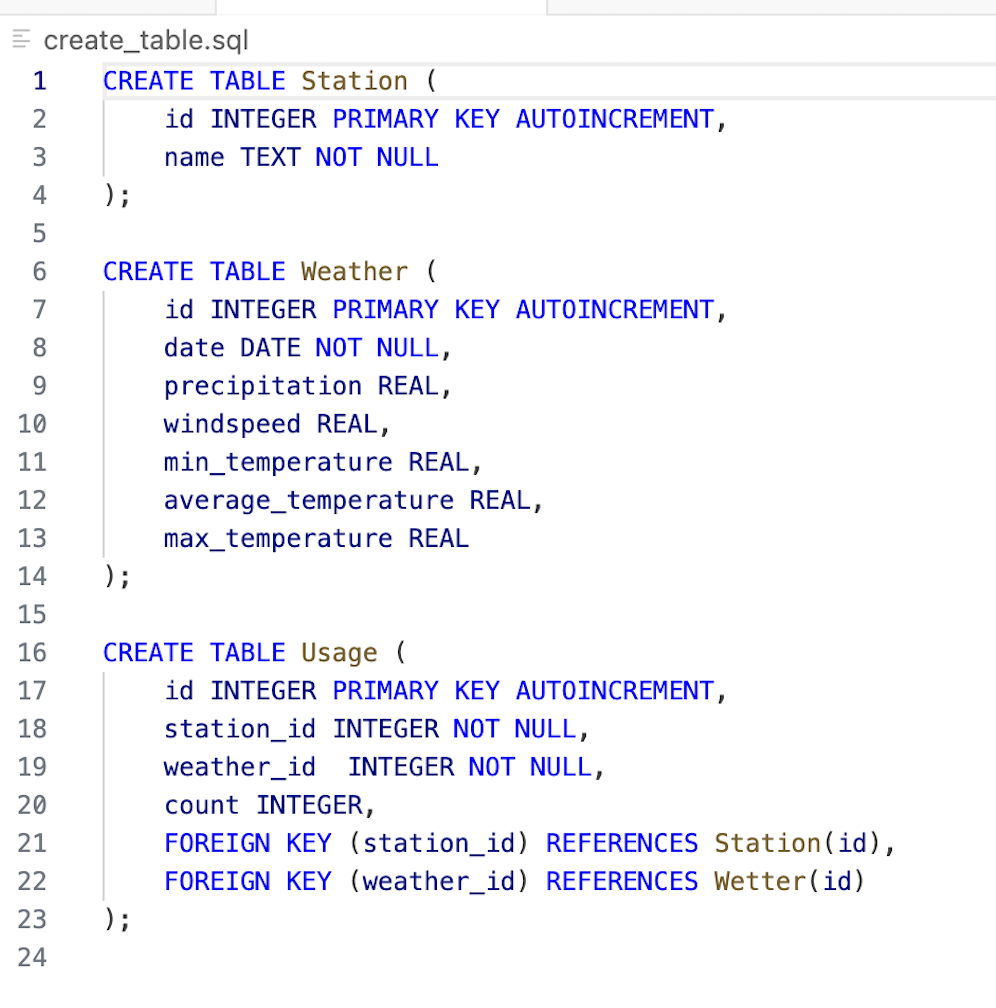 create_table.sql
1 CREATE TABLE Station (
2 id INTEGER PRIMARY KEY AUTOINCREMENT,
3 name TEXT NOT NULL
4 );
5
6 CREATE TABLE Weather (
7 id INTEGER PRIMARY KEY AUTOINCREMENT,
8 date DATE NOT NULL,
9 precipitation REAL,
10 windspeed REAL,
11 min_temperature REAL,
12 average_temperature REAL,
13 max_temperature REAL
14 );
15
16 CREATE TABLE Usage (
17 id INTEGER PRIMARY KEY AUTOINCREMENT,
18 station_id INTEGER NOT NULL,
19 weather_id  INTEGER NOT NULL,
20 count INTEGER,
21 FOREIGN KEY (station_id) REFERENCES Station(id),
22 FOREIGN KEY (weather_id) REFERENCES Wetter(id)
23 );
24